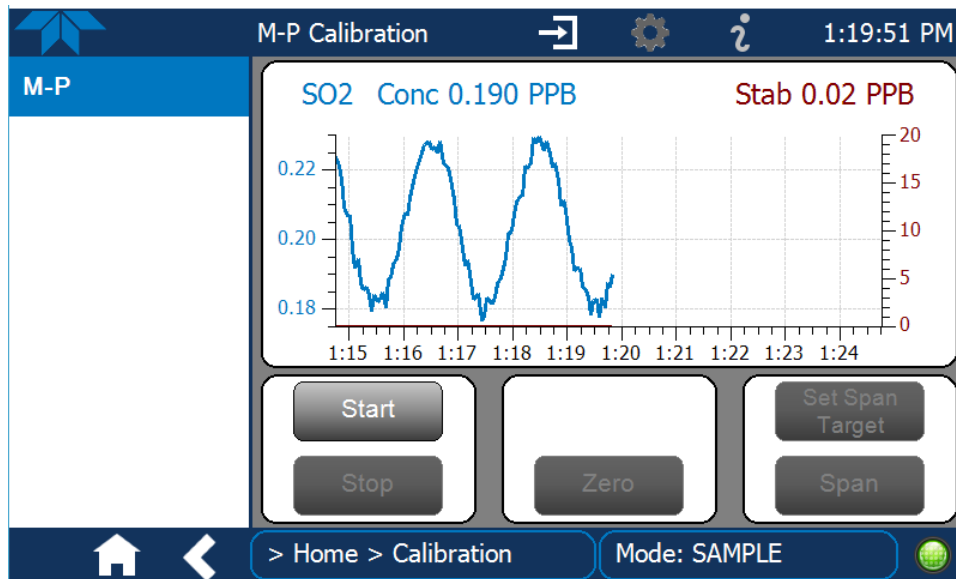 M-P Calibration
1:19:51 PM
M-P
SO2 Conc 0.190 PPB
Stab 0.02 PPB
0.22
0.20
0.18
20
15
10
5
0
1:15 1:16 1:17 1:18 1:19 1:20 1:21 1:22 1:23 1:24
Start
Stop
Zero
Set Span
Target
Span
> Home > Calibration
Mode: SAMPLE